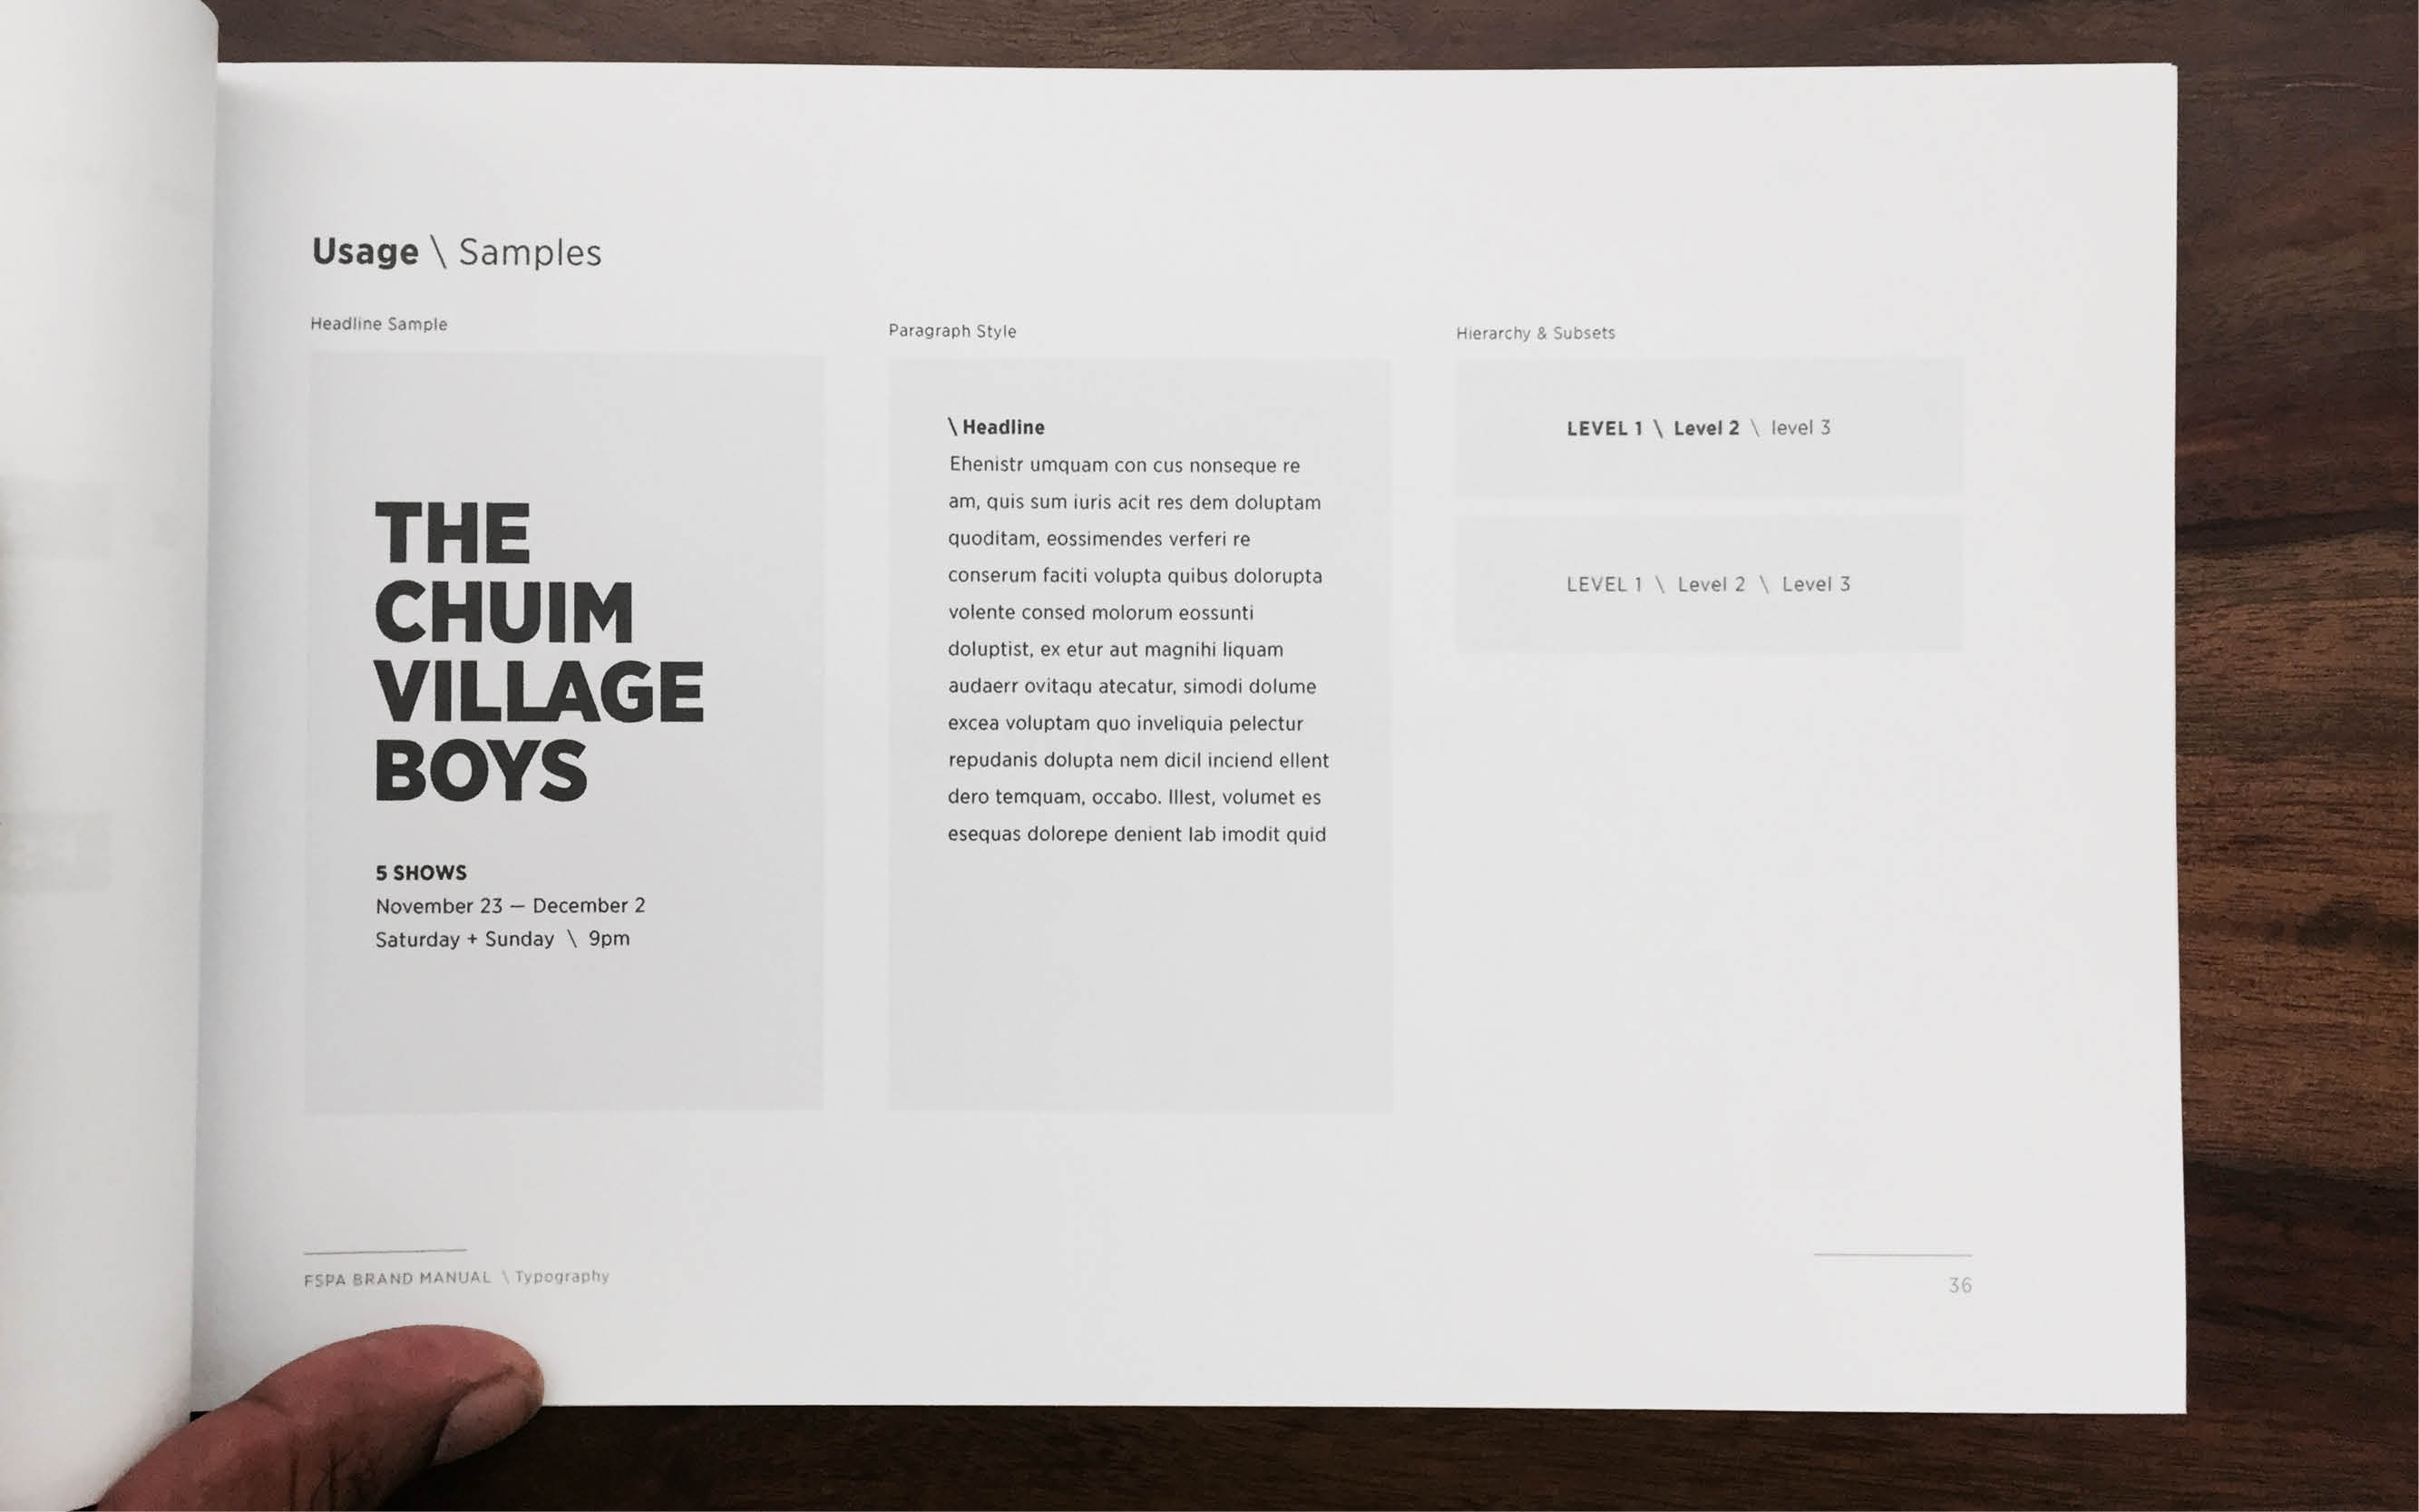 Usage \ Samples
Headline Sample
THE
CHUIM
VILLAGE
BOYS
5 SHOWS
November 23 — December 2
Saturday + Sunday \ 9pm
Paragraph Style
\ Headline
Ehenistr umquam con cus nonseque re
am, quis sum iuris acit res dem doluptam
quoditam, eossimendes verferi re
conserum faciti volupta quibus dolorupta
volente consed molorum eossunti
doluptist, ex etur aut magnihi liquam
audaerr ovitaqu atecatur, simodi dolume
excea voluptam quo inveliquia pelectur
repudanis dolupta nem dicil inciend ellent
dero temquam, occabo. Illest, volumet es
esequas dolorepe denient lab imodit quid
Hierarchy & Subsets
LEVEL 1 \ Level 2 \ level 3
LEVEL 1 \ Level 2 \ Level 3
FSPA BRAND MANUAL \ Typography
36